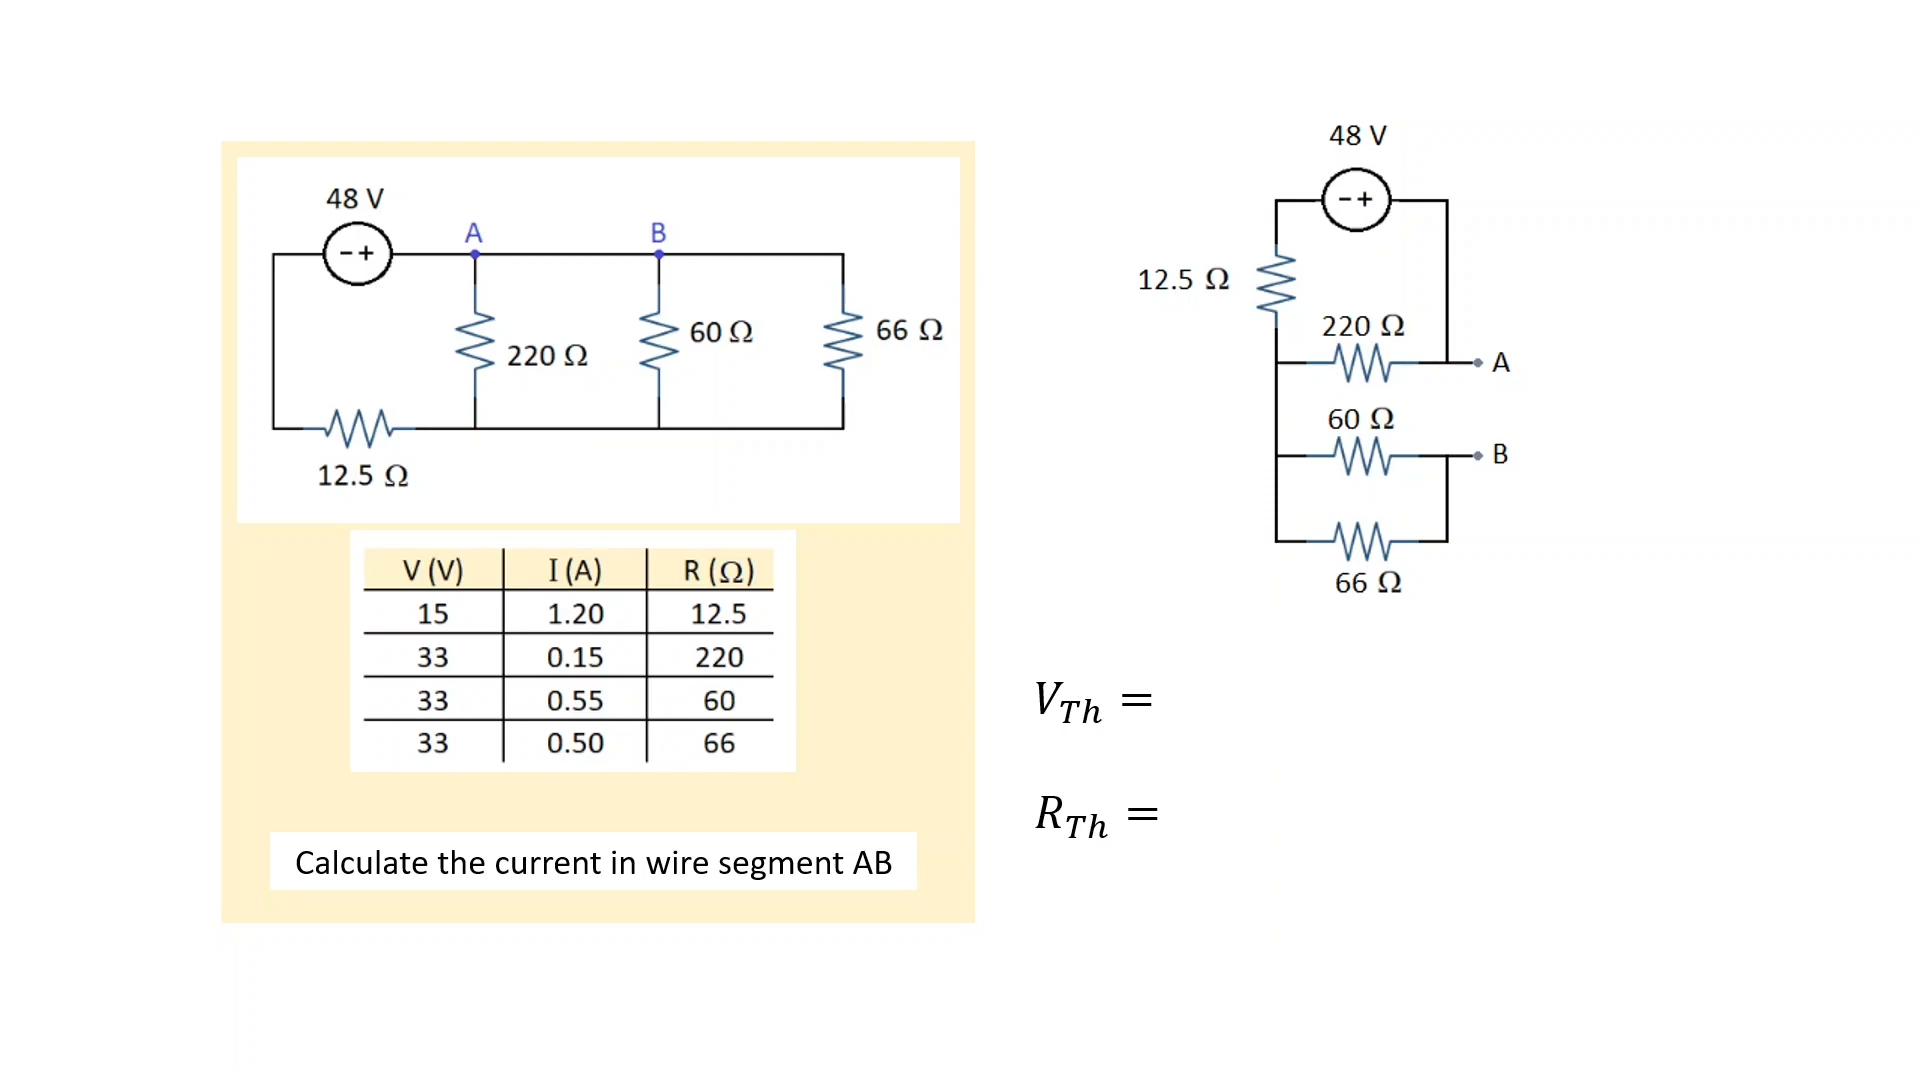 48 V
A
B
220 Ω
60 Ω
66 Ω
12.5 Ω
V (V) I (A) R (Ω)
15 1.20 12.5
33 0.15 220
33 0.55 60
33 0.50 66
Calculate the current in wire segment AB
48 V
12.5 Ω
220 Ω
A
60 Ω
B
66 Ω
V_Th =
R_Th =